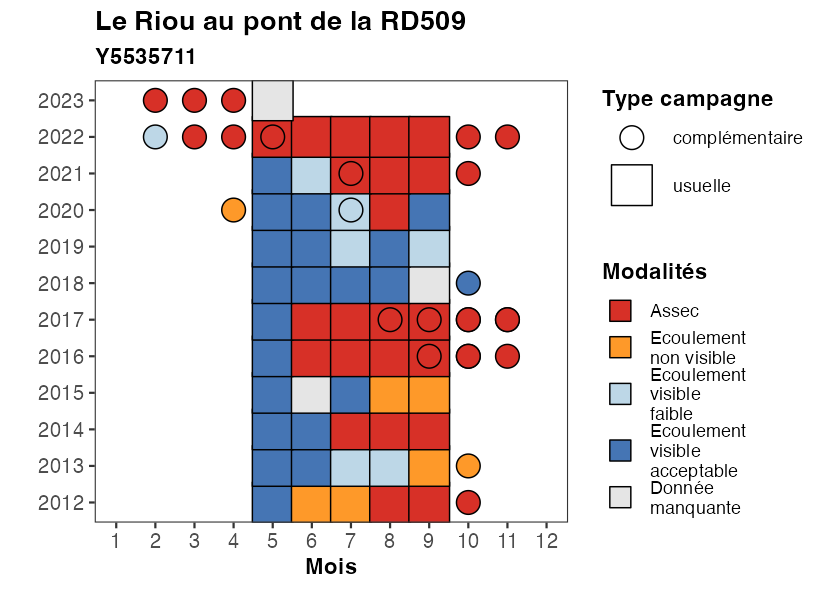 Le Riou au pont de la RD509
Y5535711
2023
2022
2021
2020
2019
2018
2017
2016
2015
2014
2013
2012
1 2 3 4 5 6 7 8 9 10 11 12
Mois
Type campagne
complémentaire
usuelle
Modalités
Assec
Ecoulement
non visible
Ecoulement
visible
faible
Ecoulement
visible
acceptable
Donnée
manquante